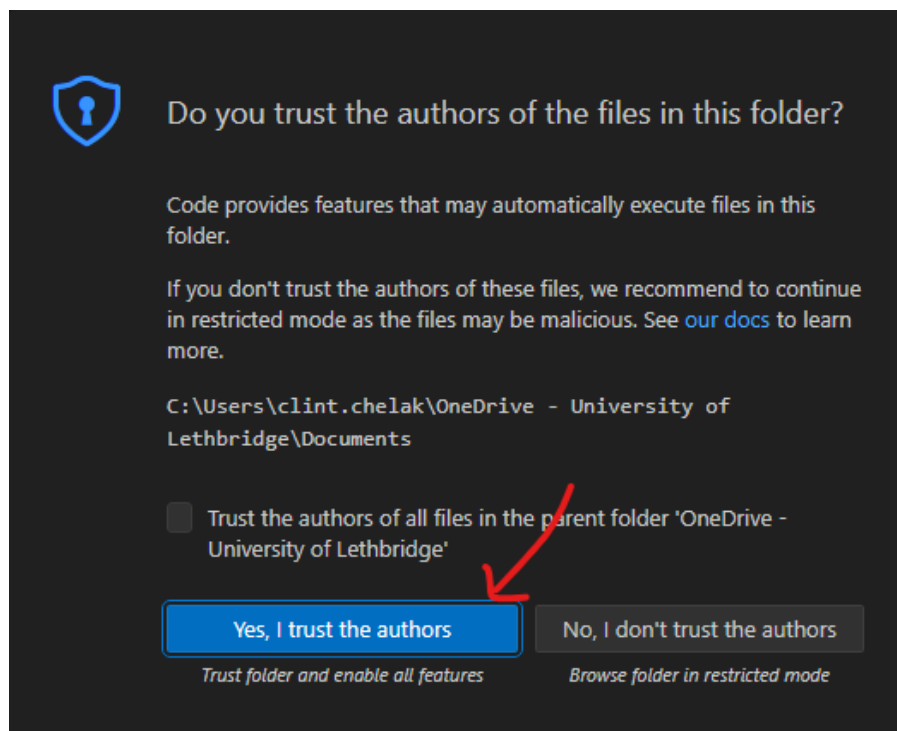 Do you trust the authors of the files in this folder?
Code provides features that may automatically execute files in this
folder.
If you don't trust the authors of these files, we recommend to continue
in restricted mode as the files may be malicious. See our docs to learn
more.
C:\Users\clint.chelak\OneDrive - University of
Lethbridge\Documents
Trust the authors of all files in the parent folder 'OneDrive -
University of Lethbridge'
Yes, I trust the authors
No, I don't trust the authors
Trust folder and enable all features
Browse folder in restricted mode